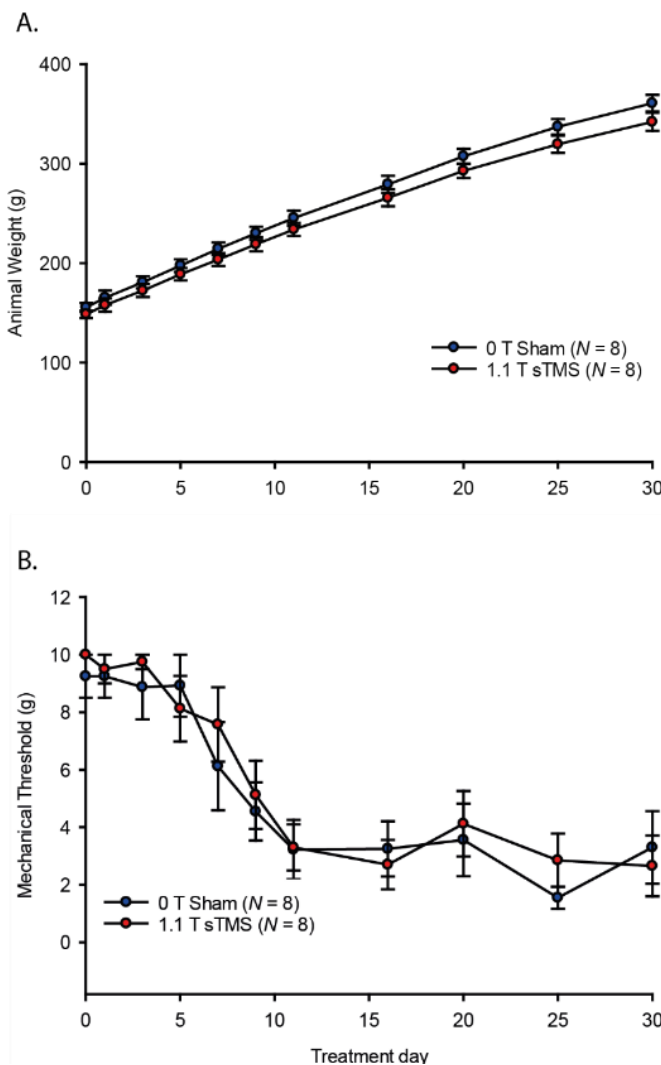 A.
400
300
200
100
0
Animal Weight (g)
0 T Sham (N = 8)
1.1 T sTMS (N = 8)
0 5 10 15 20 25 30
B.
12
10
8
6
4
2
0
Mechanical Threshold (g)
0 T Sham (N = 8)
1.1 T sTMS (N = 8)
0 5 10 15 20 25 30
Treatment day